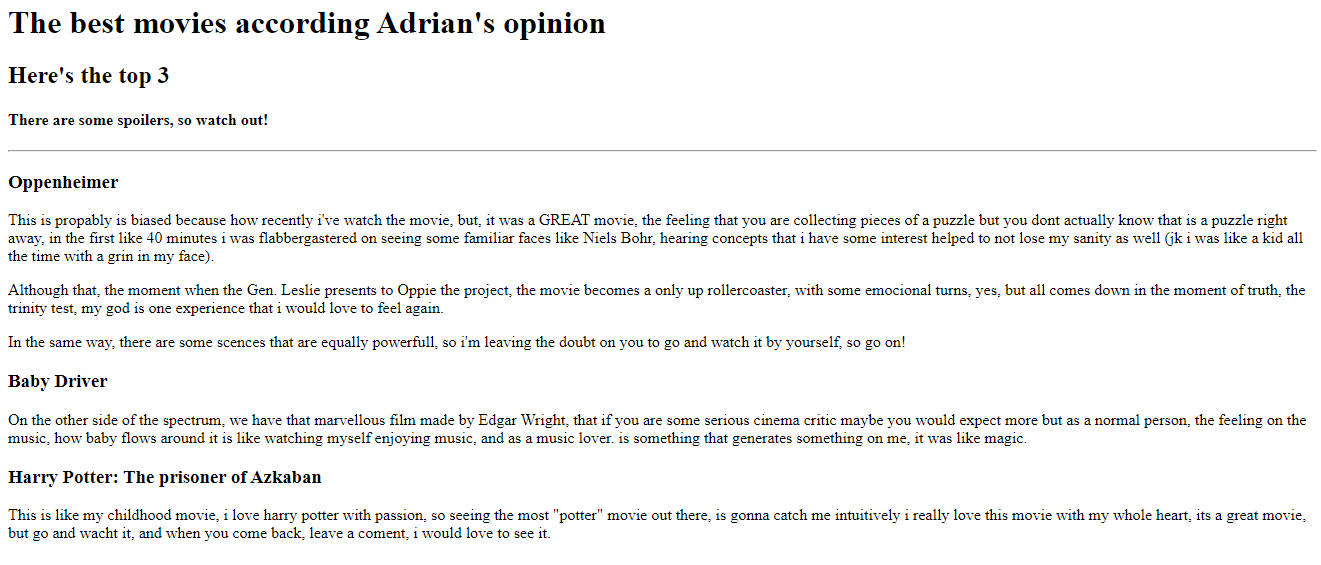 The best movies according Adrian's opinion
Here's the top 3
There are some spoilers, so watch out!
Oppenheimer
This is propably is biased because how recently i've watch the movie, but, it was a GREAT movie, the feeling that you are collecting pieces of a puzzle but you dont actually know that is a puzzle right
away, in the first like 40 minutes i was flabbergastered on seeing some familiar faces like Niels Bohr, hearing concepts that i have some interest helped to not lose my sanity as well (jk i was like a kid all
the time with a grin in my face).
Although that, the moment when the Gen. Leslie presents to Oppie the project, the movie becomes a only up rollercoaster, with some emocional turns, yes, but all comes down in the moment of truth, the
trinity test, my god is one experience that i would love to feel again.
In the same way, there are some scences that are equally powerfull, so i'm leaving the doubt on you to go and watch it by yourself, so go on!
Baby Driver
On the other side of the spectrum, we have that marvellous film made by Edgar Wright, that if you are some serious cinema critic maybe you would expect more but as a normal person, the feeling on the
music, how baby flows around it is like watching myself enjoying music, and as a music lover. is something that generates something on me, it was like magic.
Harry Potter: The prisoner of Azkaban
This is like my childhood movie, i love harry potter with passion, so seeing the most "potter" movie out there, is gonna catch me intuitively i really love this movie with my whole heart, its a great movie,
but go and wacht it, and when you come back, leave a coment, i would love to see it.